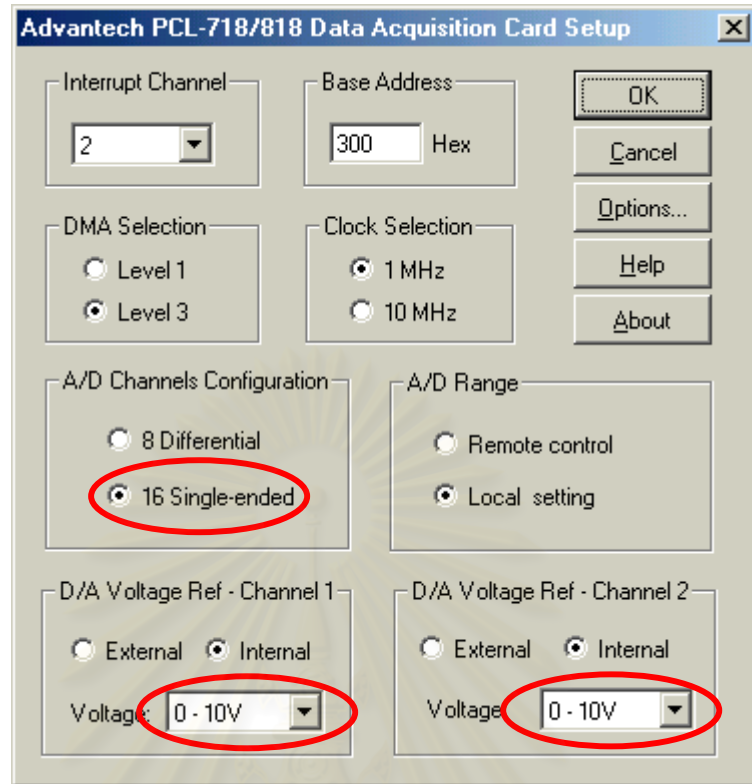 Advantech PCL-718/818 Data Acquisition Card Setup
Interrupt Channel
2
Base Address
300 Hex
OK
Cancel
Options...
Help
About
DMA Selection
Level 1
Level 3
Clock Selection
1 MHz
10 MHz
A/D Channels Configuration
8 Differential
16 Single-ended
A/D Range
Remote control
Local setting
D/A Voltage Ref - Channel 1
External Internal
Voltage: 0 - 10V
D/A Voltage Ref - Channel 2
External Internal
Voltage 0 - 10V